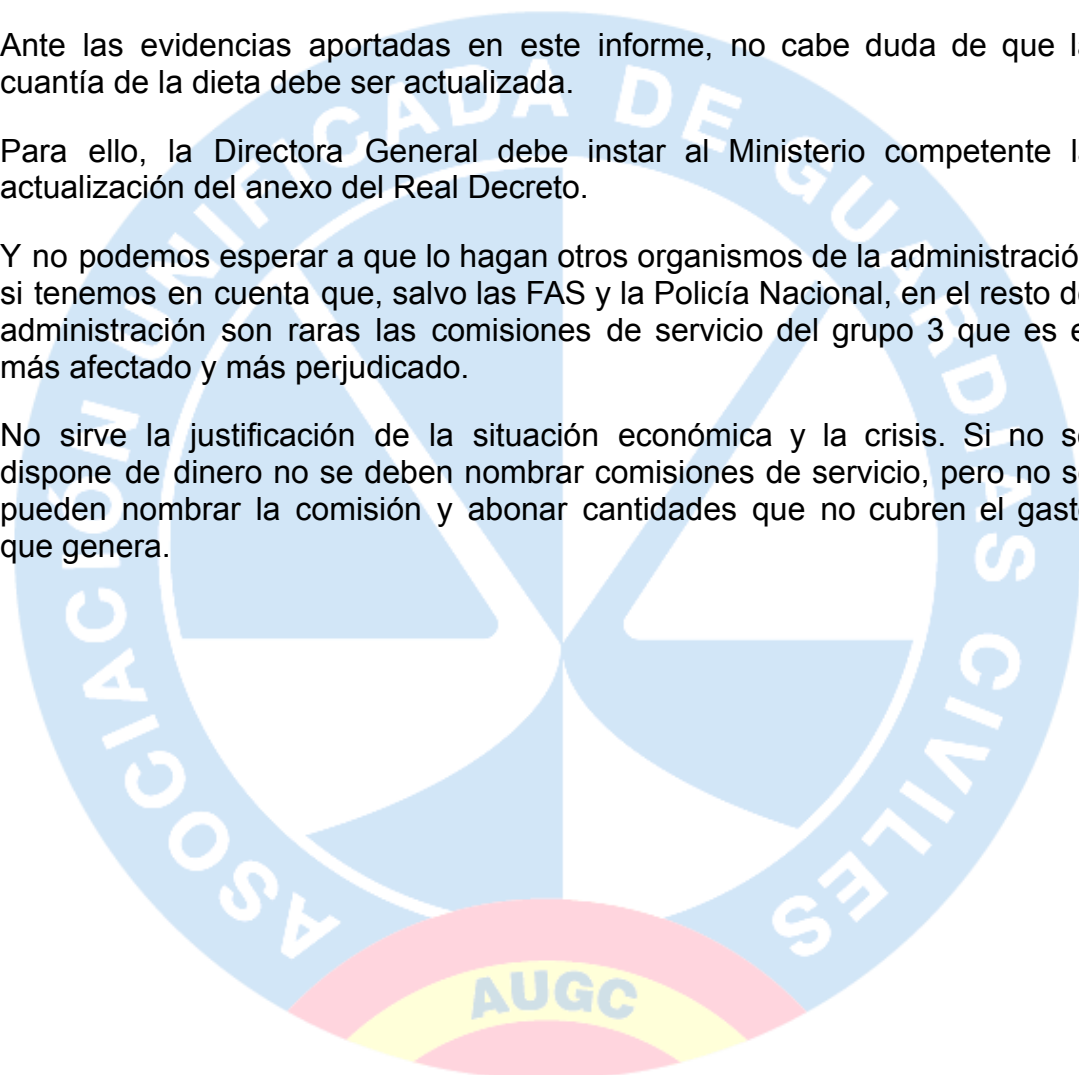 Ante las evidencias aportadas en este informe, no cabe duda de que la
cuantía de la dieta debe ser actualizada.
Para ello, la Directora General debe instar al Ministerio competente la
actualización del anexo del Real Decreto.
Y no podemos esperar a que lo hagan otros organismos de la administració
si tenemos en cuenta que, salvo las FAS y la Policía Nacional, en el resto de
administración son raras las comisiones de servicio del grupo 3 que es e
más afectado y más perjudicado.
No sirve la justificación de la situación económica y la crisis. Si no se
dispone de dinero no se deben nombrar comisiones de servicio, pero no se
pueden nombrar la comisión y abonar cantidades que no cubren el gasto
que genera.
ASOCIACIÓN UNIFICADA DE GUARDIAS CIVILES
AUGC